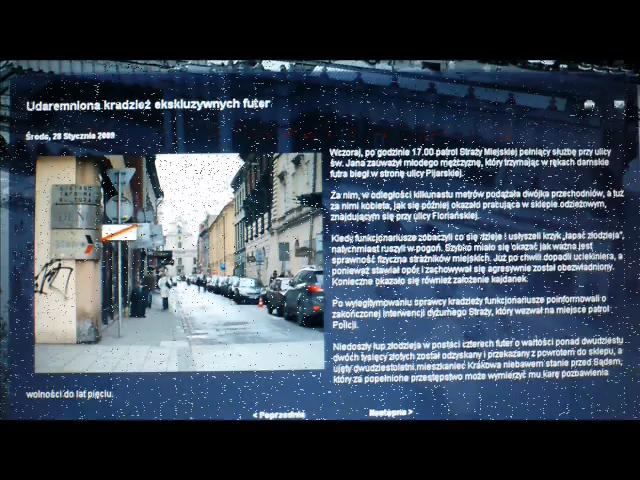 Udaremniona kradzież ekskluzywnych futer
Środa, 28 Stycznia 2009
Wczoraj, po godzinie 17.00 patrol Straży Miejskiej pełniący służbę przy ulicy
św. Jana zauważył młodego mężczyznę, który trzymając w rękach damskie
futra biegł w stronę ulicy Pijarskiej.
Za nim, w odległości kilkunastu metrów podążała dwójka przechodniów, a tuż
za nimi kobieta, jak się później okazało pracująca w sklepie odzieżowym,
znajdującym się przy ulicy Floriańskiej.
Kiedy funkcjonariusze zobaczyli co się dzieje i usłyszeli krzyk „łapać złodzieja”,
natychmiast ruszyli w pogoń. Szybko miało się okazać jak ważna jest
sprawność fizyczna strażników miejskich. Już po chwili dopadli uciekiniera, a
ponieważ stawiał opór i zachowywał się agresywnie został obezwładniony.
Konieczne okazało się również założenie kajdanek.
Po wylegitymowaniu sprawcy kradzieży funkcjonariusze poinformowali o
zakończonej interwencji dyżurnego Straży, który wezwał na miejsce patrol
Policji.
Niedoszły łup złodzieja w postaci czterech futer o wartości ponad dwudziestu
dwóch tysięcy złotych został odzyskany i przekazany z powrotem do sklepu, a
ujęty dwudziestoletni mieszkaniec Krakowa niebawem stanie przed Sądem,
który za popełnione przestępstwo może wymierzyć mu karę pozbawienia
wolności do lat pięciu.
< Poprzednia
Następna >